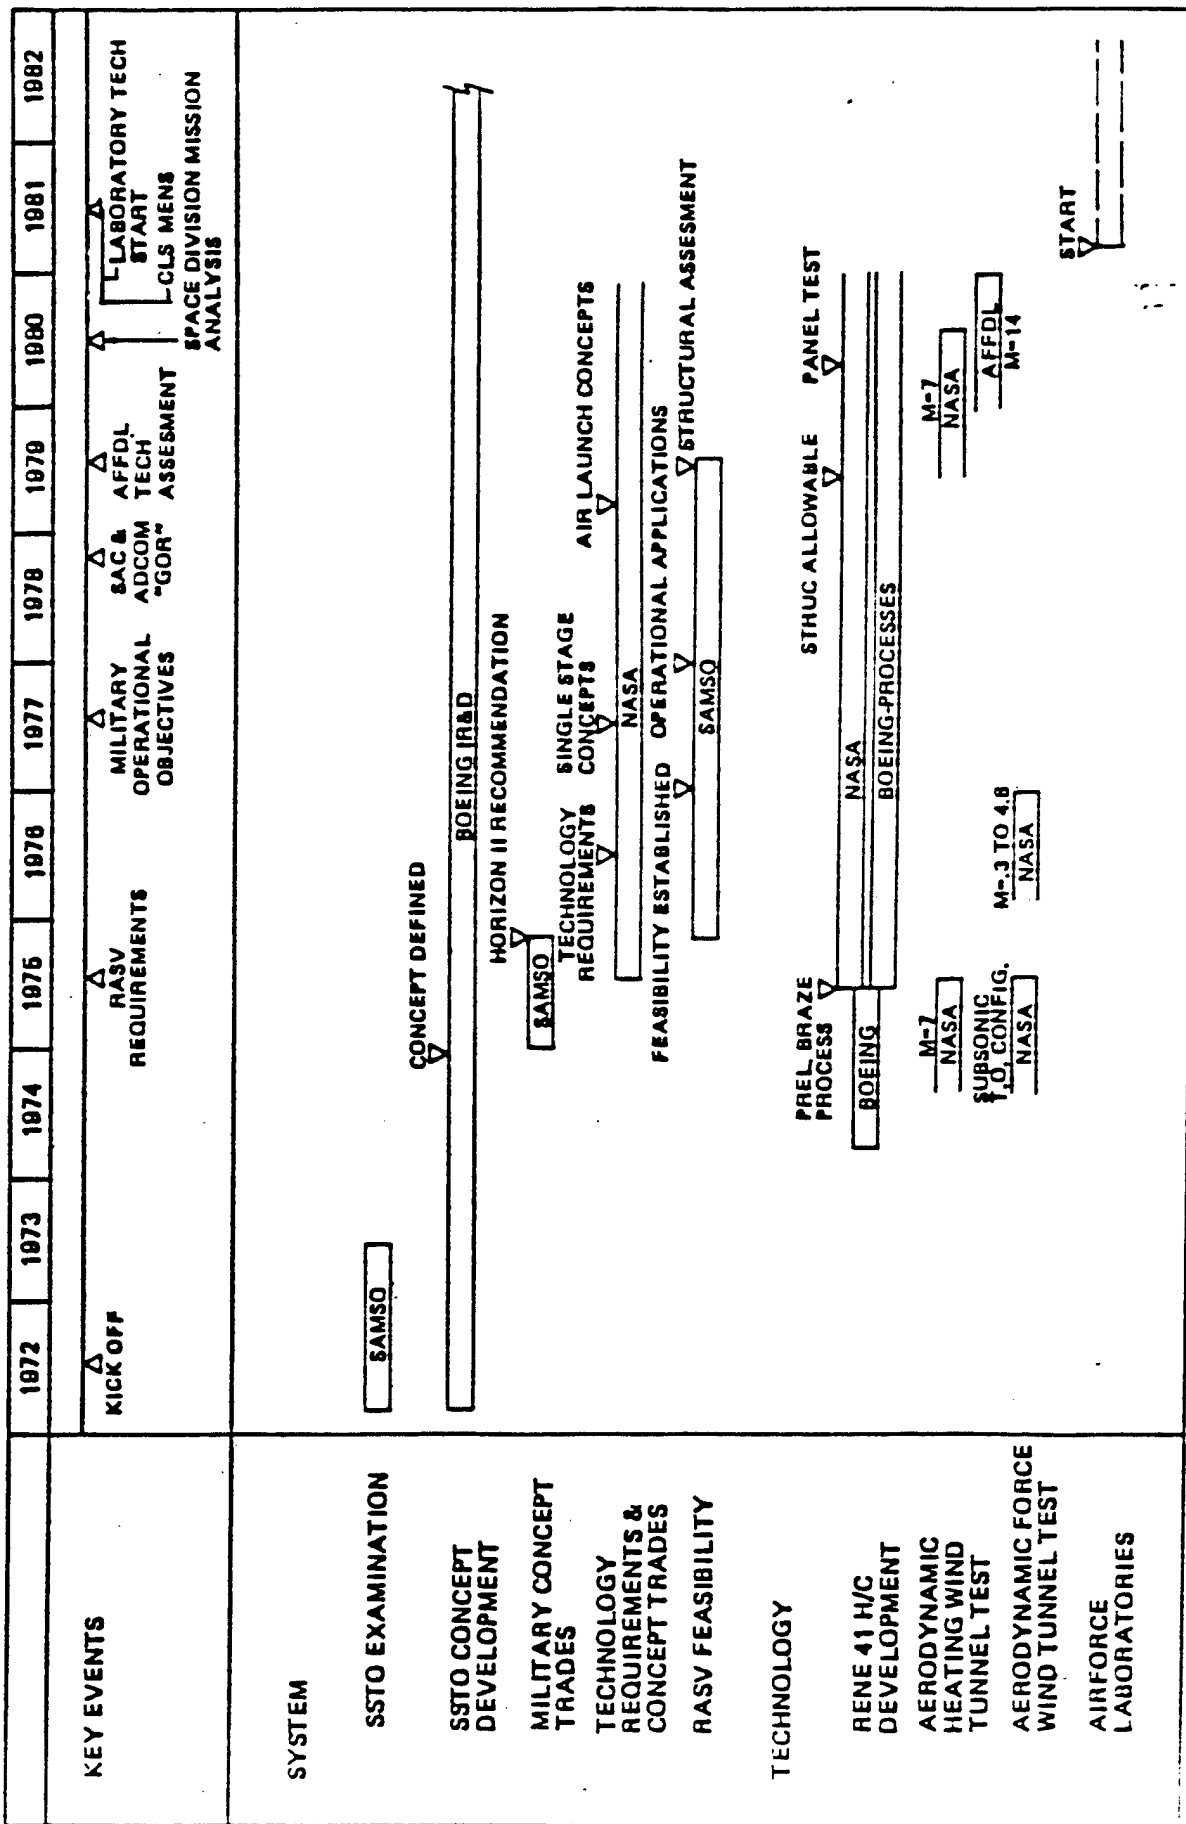 1972 1973 1974 1975 1976 1977 1978 1979 1980 1981 1982
KEY EVENTS
KICK OFF
RASV
REQUIREMENTS
MILITARY
OPERATIONAL
OBJECTIVES
SAC &
ADCOM
"GOR"
AFFDL
TECH
ASSESMENT
LABORATORY TECH
START
CLS MENS
SPACE DIVISION MISSION
ANALYSIS
SYSTEM
SSTO EXAMINATION
SAMSO
SSTO CONCEPT
DEVELOPMENT
CONCEPT DEFINED
BOEING IR&D
MILITARY CONCEPT
TRADES
HORIZON II RECOMMENDATION
SAMSO
TECHNOLOGY
REQUIREMENTS &
CONCEPT TRADES
TECHNOLOGY
REQUIREMENTS
SINGLE STAGE
CONCEPTS
AIR LAUNCH CONCEPTS
NASA
RASV FEASIBILITY
FEASIBILITY ESTABLISHED
OPERATIONAL APPLICATIONS
STRUCTURAL ASSESMENT
SAMSO
TECHNOLOGY
RENE 41 H/C
DEVELOPMENT
PREL. BRAZE
PROCESS
STRUC ALLOWABLE
PANEL TEST
BOEING
NASA
BOEING-PROCESSES
AERODYNAMIC
HEATING WIND
TUNNEL TEST
M=7
NASA
M=7
NASA
AFFDL
M=14
AERODYNAMIC FORCE
WIND TUNNEL TEST
SUBSONIC
T.O. CONFIG.
NASA
M=.3 TO 4.6
NASA
AIRFORCE
LABORATORIES
START